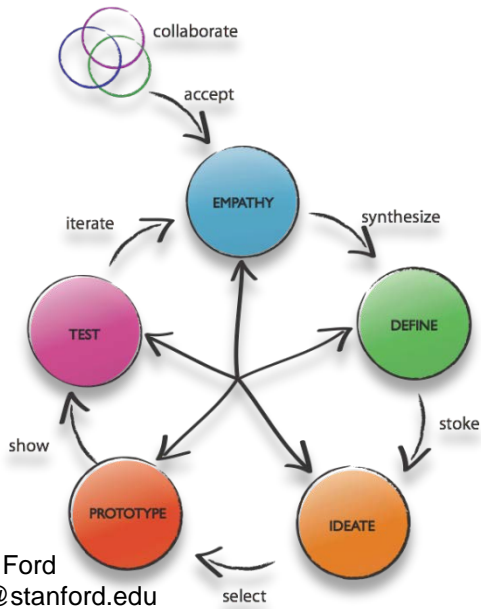 collaborate
accept
EMPATHY
synthesize
iterate
DEFINE
TEST
stoke
show
PROTOTYPE
IDEATE
select
Ford
@stanford.edu